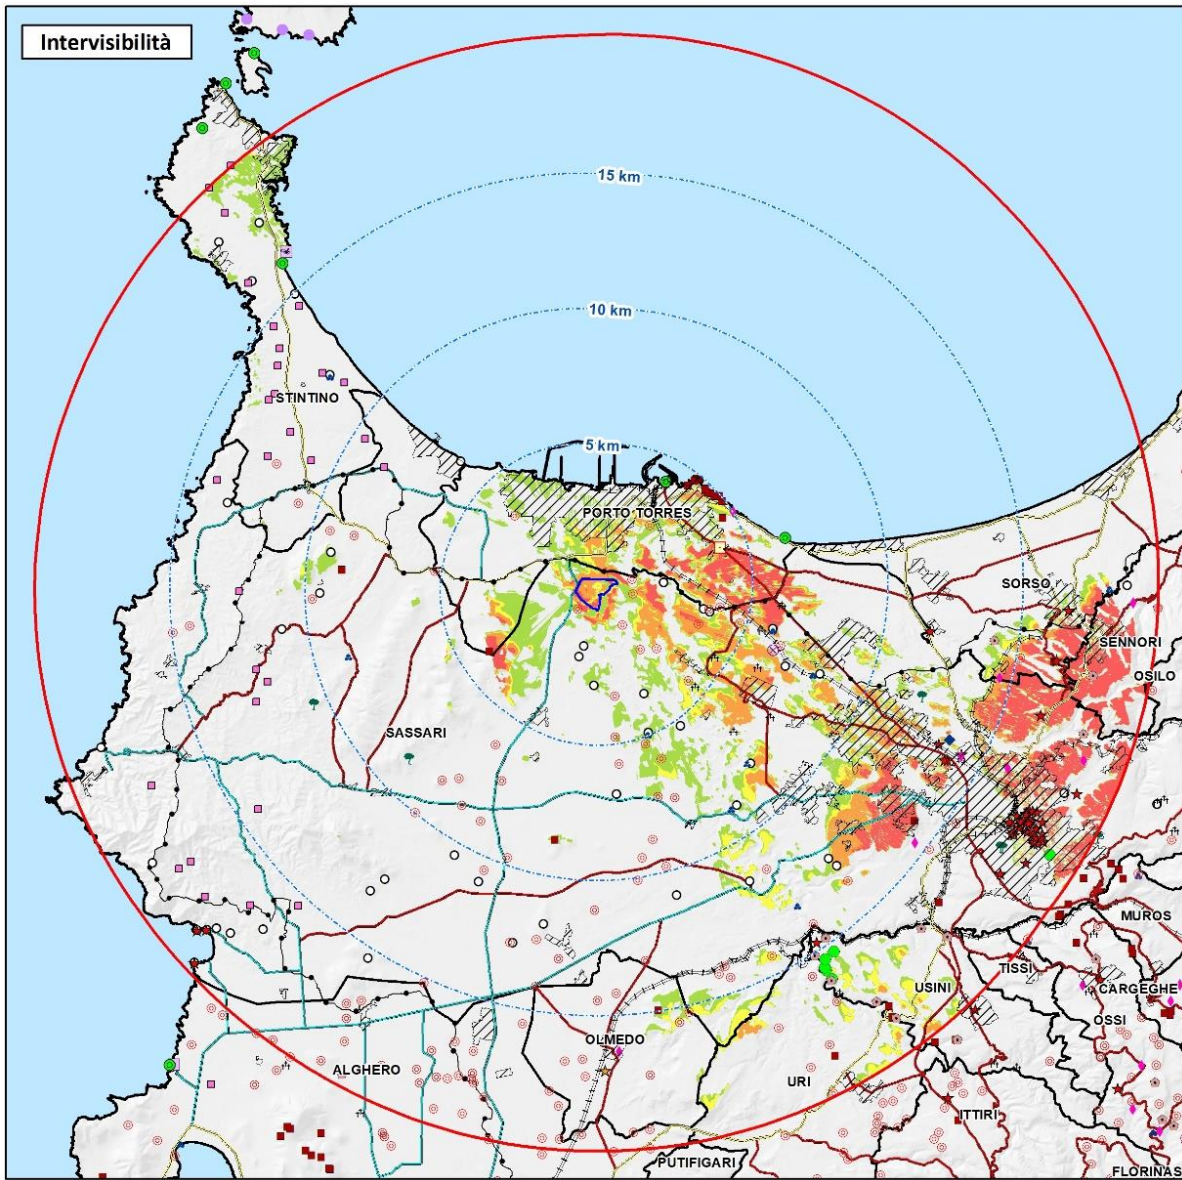 Intervisibilità
15 km
10 km
STINTINO
5 km
PORTO TORRES
SORSO
SENNORI
OSILO
SASSARI
MUROS
TISSI
USINI
CARGEGHE
OSSI
OLMEDO
ALGHERO
URI
ITTIRI
PUTIFIGARI
FLORINAS